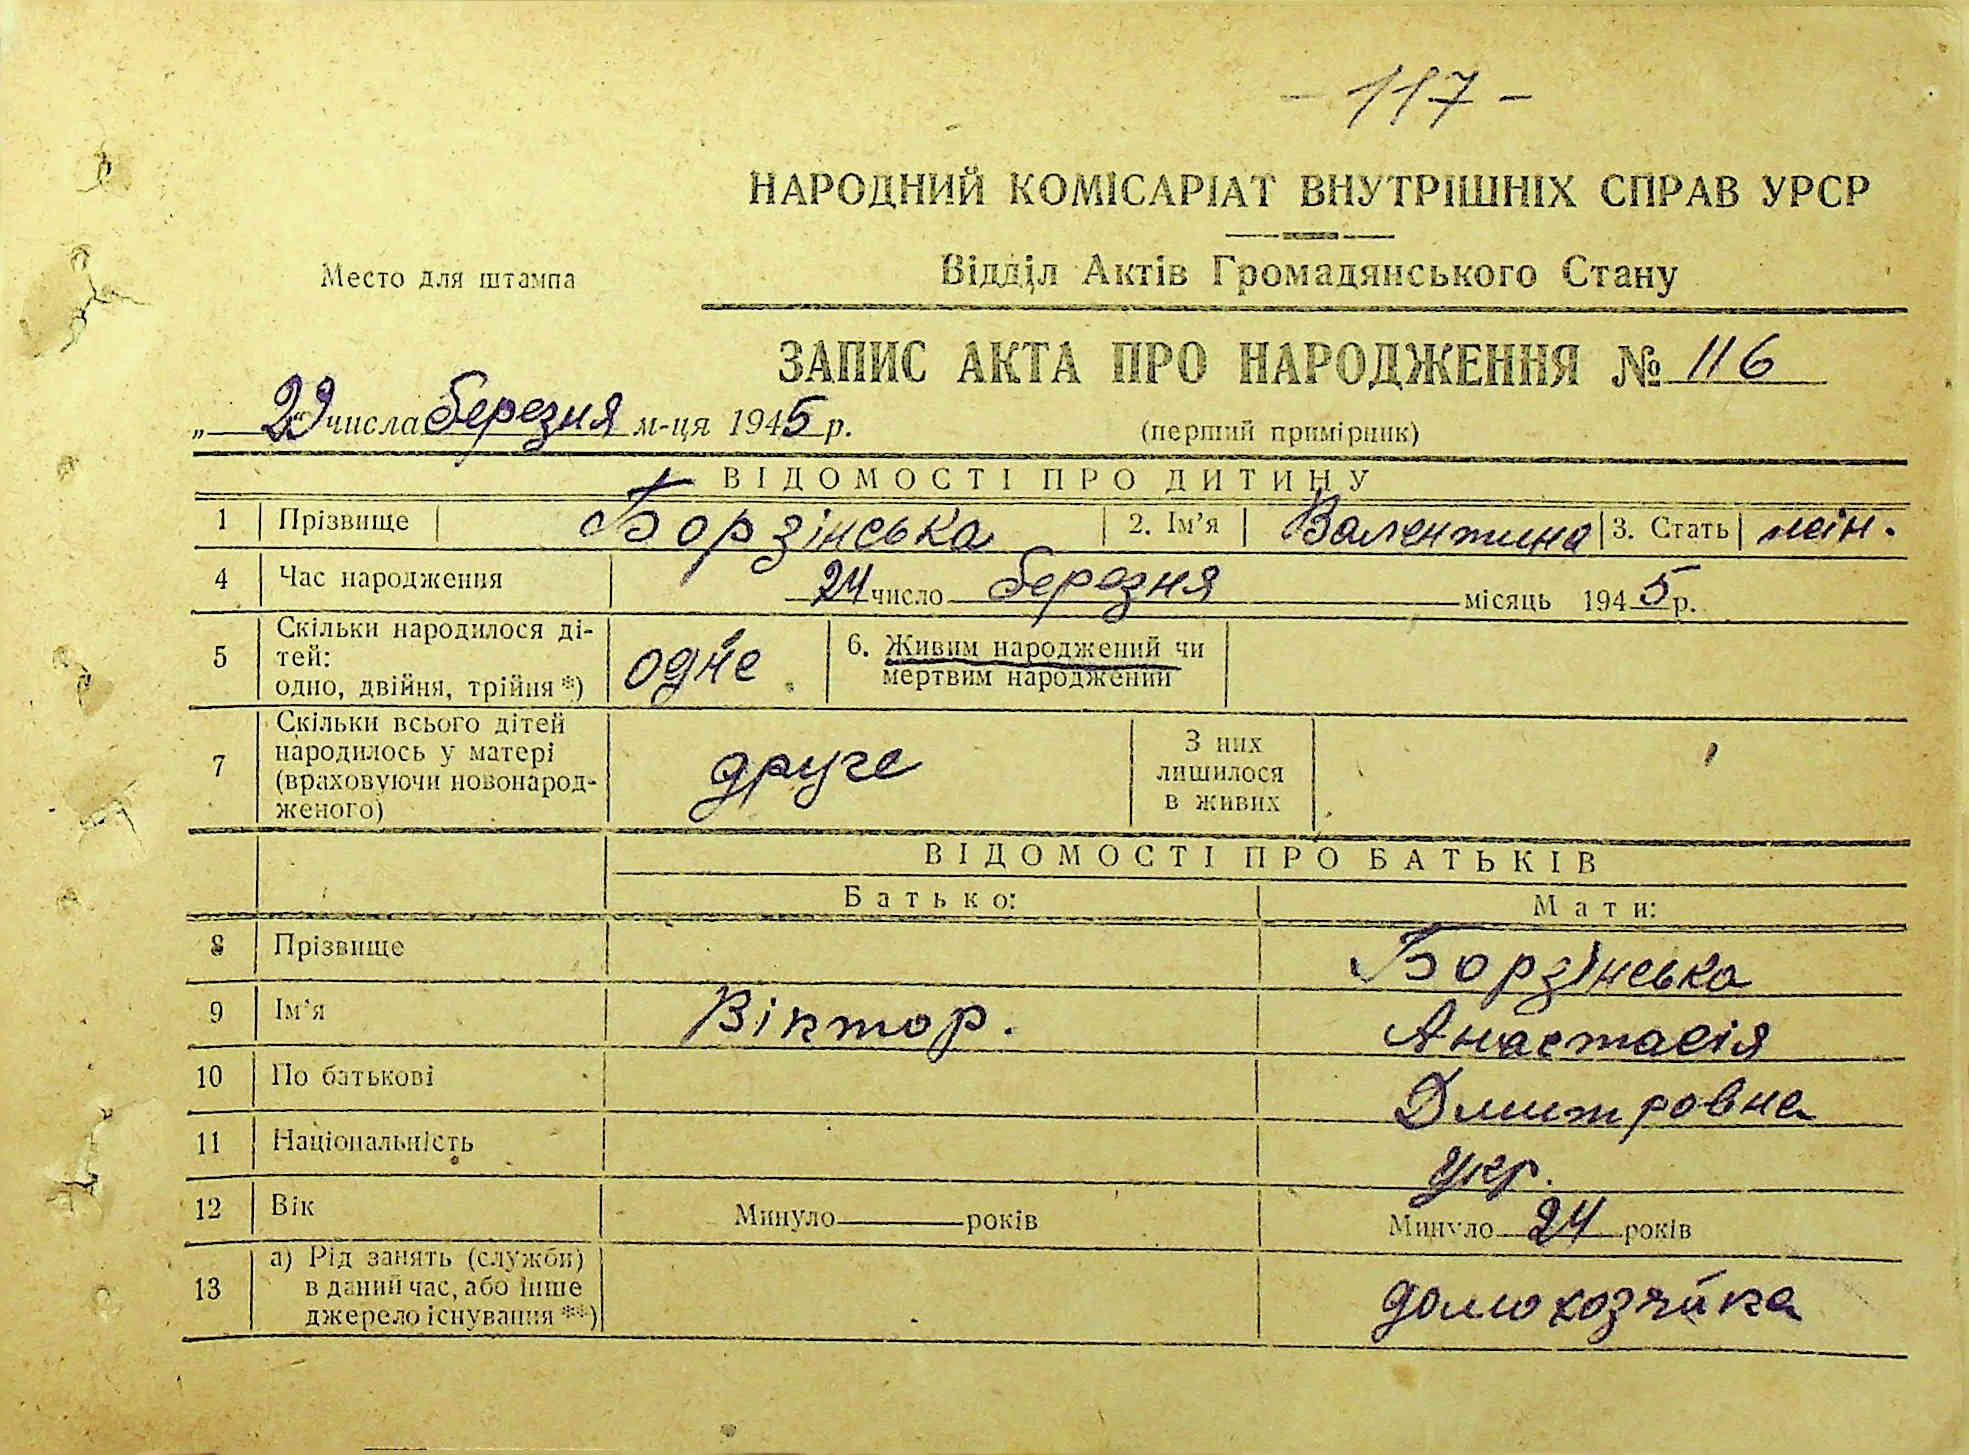 - 117 -
НАРОДНИЙ КОМІСАРІАТ ВНУТРІШНІХ СПРАВ УРСР
Відділ Актів Громадянського Стану
Место для штампа
ЗАПИС АКТА ПРО НАРОДЖЕННЯ № 116
„ 29 “ числа березня м-ця 1945 р.
(перший примірник)
ВІДОМОСТІ ПРО ДИТИНУ
1 Прізвище Борзінська 2. Ім’я Валентина 3. Стать жін.
4 Час народження 24 число березня місяць 1945 р.
5 Скільки народилося ді-
тей:
одно, двійня, трійня *) одне
6. Живим народжений чи
мертвим народжений
7 Скільки всього дітей
народилось у матері
(враховуючи новонарод-
женого) друге
З них
лишилося
в живих
ВІДОМОСТІ ПРО БАТЬКІВ
Батько: Мати:
8 Прізвище Борзінська
9 Ім’я Віктор. Анастасія
10 По батькові Дмитровна
11 Національність укр.
12 Вік Минуло років Минуло 24 років
13 а) Рід занять (служби)
в даний час, або інше
джерело існування **) домохозяйка